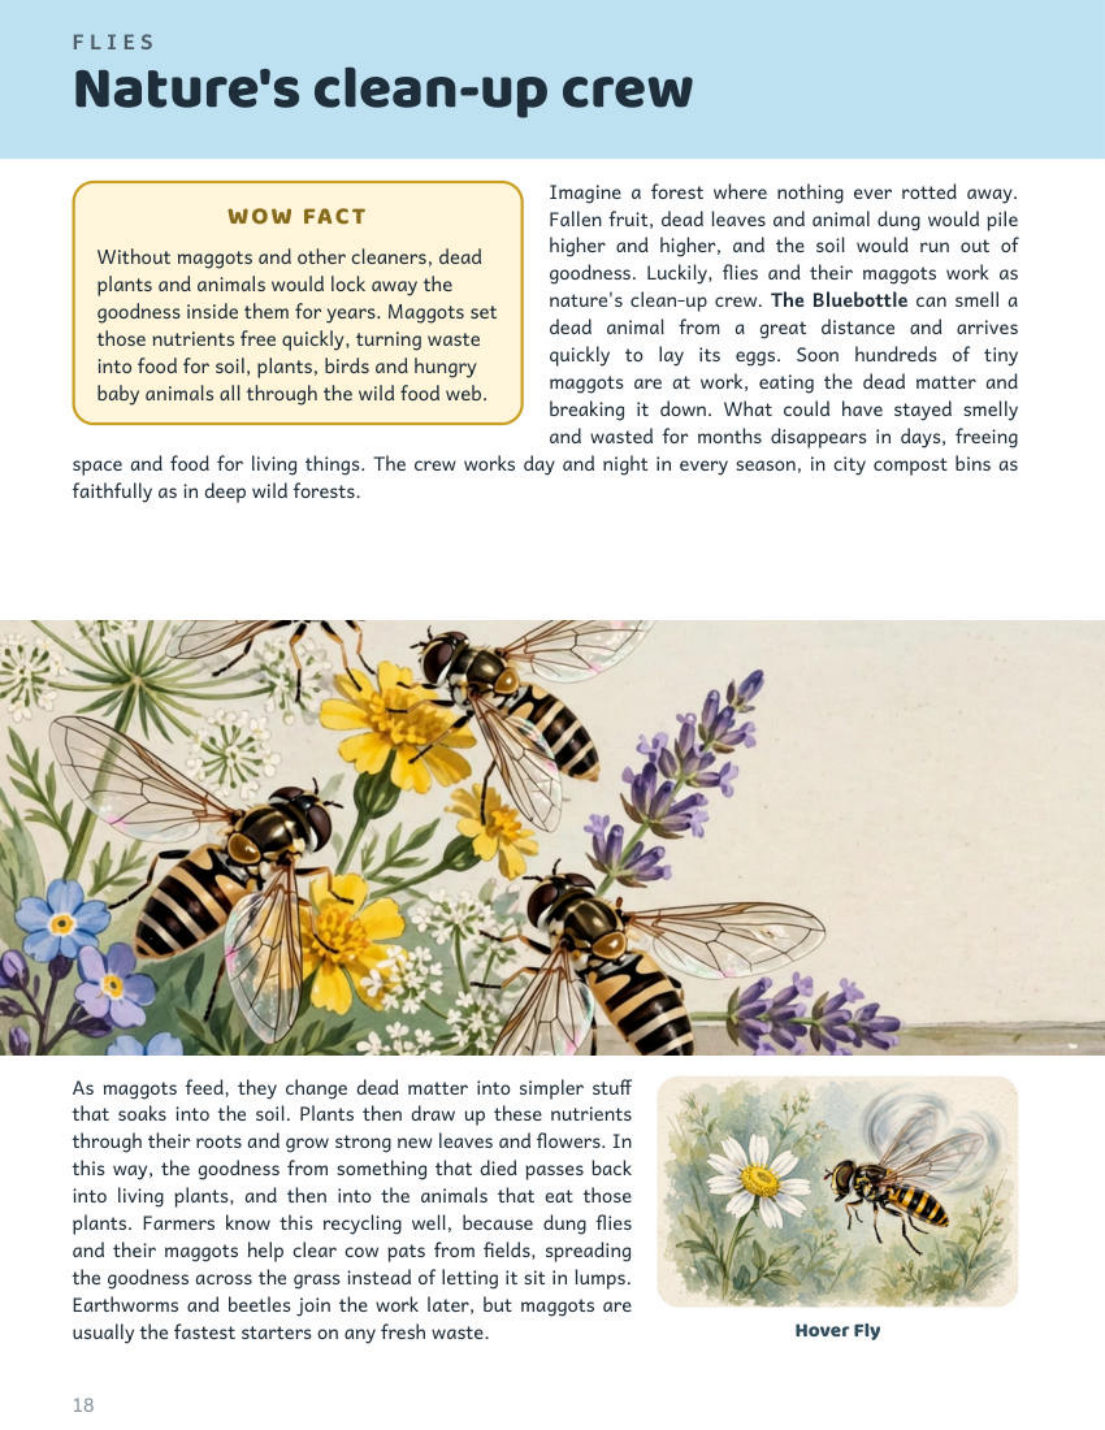 FLIES
Nature's clean-up crew
WOW FACT
Without maggots and other cleaners, dead
plants and animals would lock away the
goodness inside them for years. Maggots set
those nutrients free quickly, turning waste
into food for soil, plants, birds and hungry
baby animals all through the wild food web.
Imagine a forest where nothing ever rotted away.
Fallen fruit, dead leaves and animal dung would pile
higher and higher, and the soil would run out of
goodness. Luckily, flies and their maggots work as
nature's clean-up crew. The Bluebottle can smell a
dead animal from a great distance and arrives
quickly to lay its eggs. Soon hundreds of tiny
maggots are at work, eating the dead matter and
breaking it down. What could have stayed smelly
and wasted for months disappears in days, freeing
space and food for living things. The crew works day and night in every season, in city compost bins as
faithfully as in deep wild forests.
As maggots feed, they change dead matter into simpler stuff
that soaks into the soil. Plants then draw up these nutrients
through their roots and grow strong new leaves and flowers. In
this way, the goodness from something that died passes back
into living plants, and then into the animals that eat those
plants. Farmers know this recycling well, because dung flies
and their maggots help clear cow pats from fields, spreading
the goodness across the grass instead of letting it sit in lumps.
Earthworms and beetles join the work later, but maggots are
usually the fastest starters on any fresh waste.
Hover Fly
18